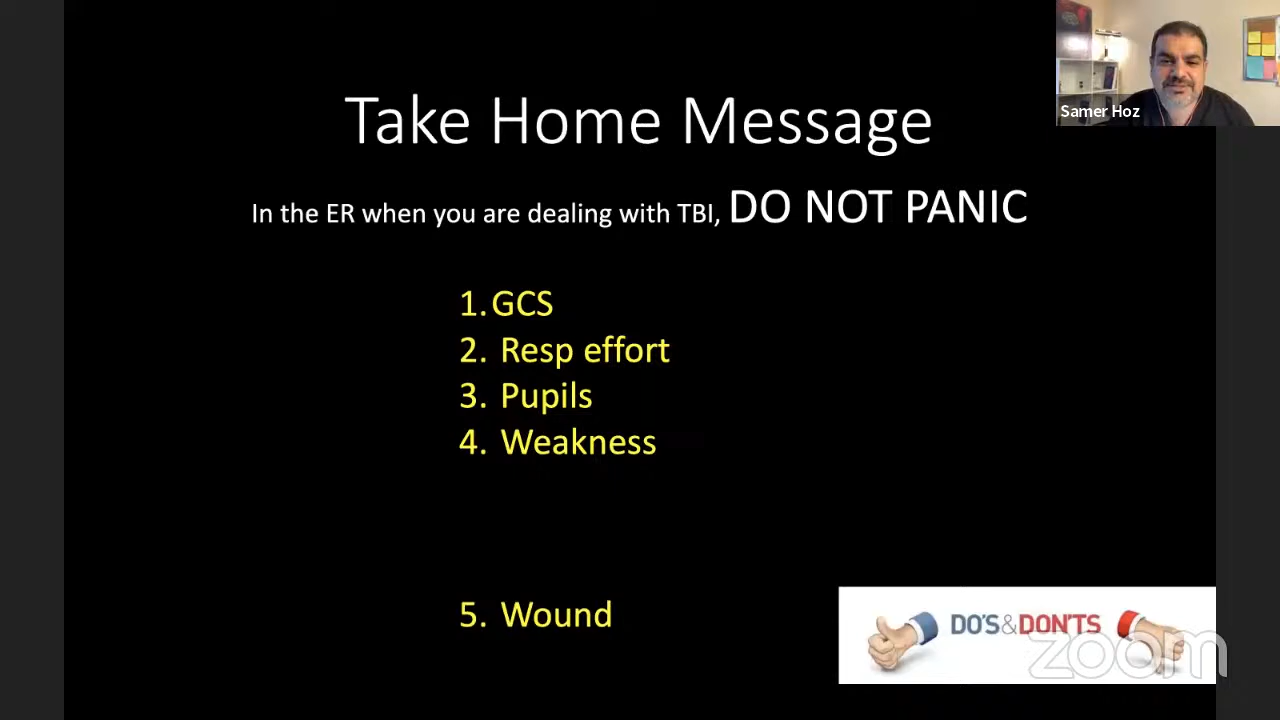 Samer Hoz
Take Home Message
In the ER when you are dealing with TBI, DO NOT PANIC
1. GCS
2. Resp effort
3. Pupils
4. Weakness
5. Wound
DO'S & DON'TS
zoom